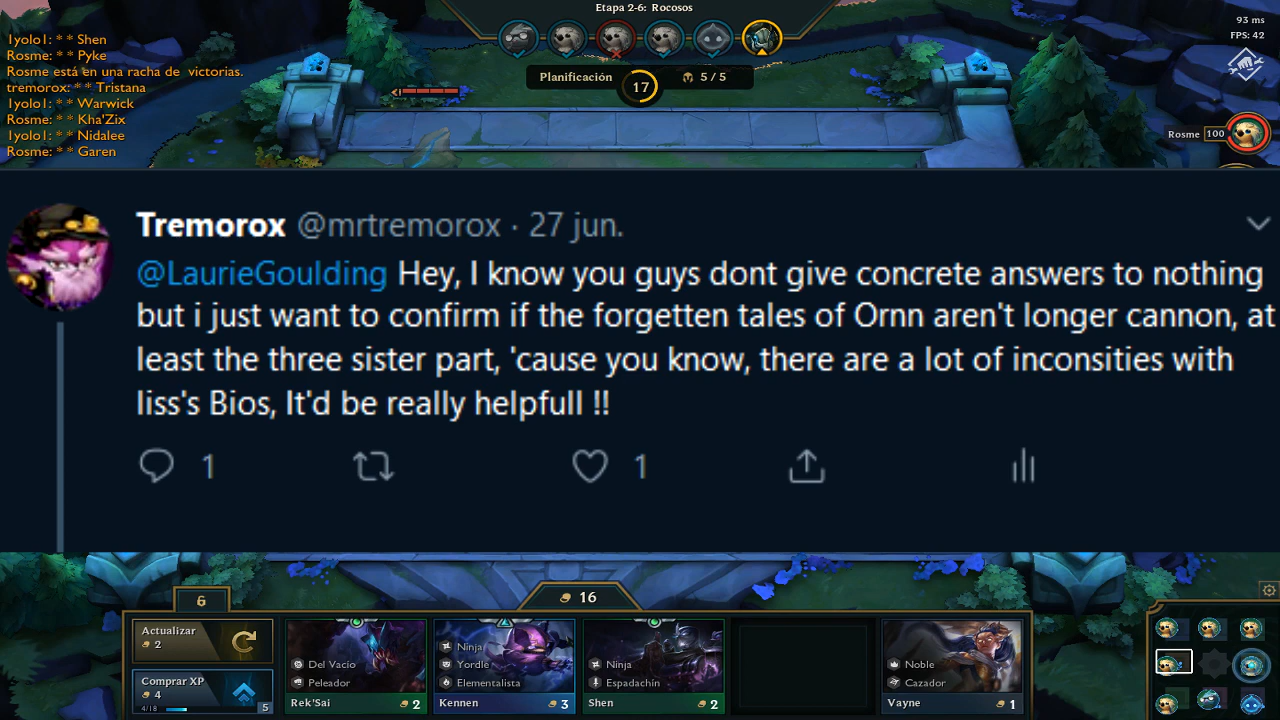 Etapa 2-6: Rocosos
93 ms
FPS: 42
1yolo1: * * Shen
Rosme: * * Pyke
Rosme está en una racha de victorias.
tremorox: * * Tristana
1yolo1: * * Warwick
Rosme: * * Kha'Zix
1yolo1: * * Nidalee
Rosme: * * Garen
Planificación
17
5 / 5
Rosme 100
Tremorox @mrtremorox · 27 jun.
@LaurieGoulding Hey, I know you guys dont give concrete answers to nothing
but i just want to confirm if the forgetten tales of Ornn aren't longer cannon, at
least the three sister part, 'cause you know, there are a lot of inconsities with
liss's Bios, It'd be really helpfull !!
1
1
6
16
Actualizar
2
Comprar XP
4
4/18
5
Del Vacío
Peleador
Rek'Sai 2
Ninja
Yordle
Elementalista
Kennen 3
Ninja
Espadachín
Shen 2
Noble
Cazador
Vayne 1